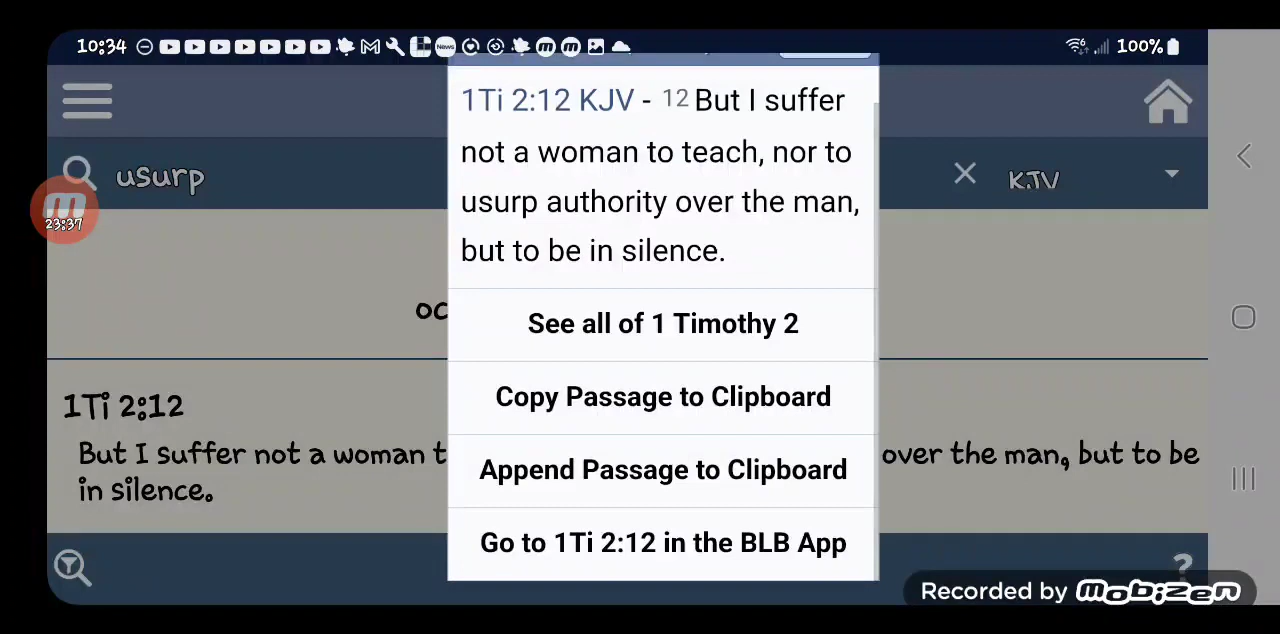 10:34
News
100%
usurp
KJV
23:37
1Ti 2:12 KJV - 12 But I suffer
not a woman to teach, nor to
usurp authority over the man,
but to be in silence.
See all of 1 Timothy 2
Copy Passage to Clipboard
Append Passage to Clipboard
Go to 1Ti 2:12 in the BLB App
oc
1Ti 2:12
But I suffer not a woman t over the man, but to be
in silence.
?
Recorded by mobizen